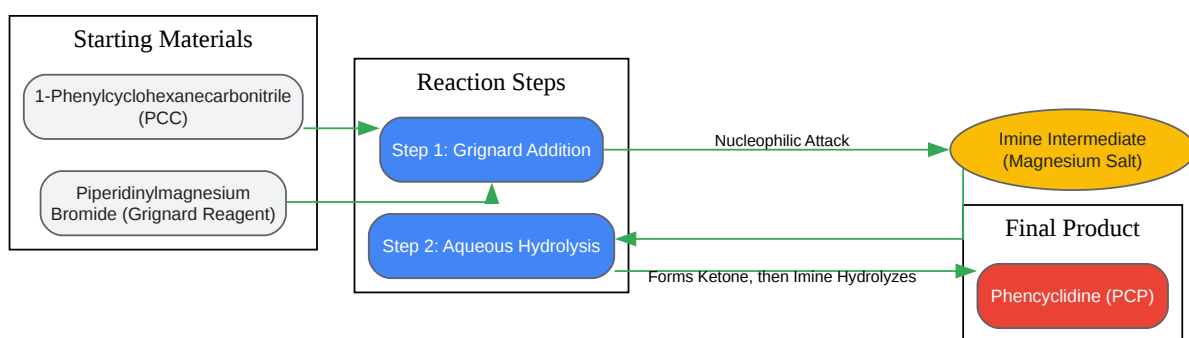 Starting Materials
1-Phenylcyclohexanecarbonitrile
(PCC)
Piperidinylmagnesium
Bromide (Grignard Reagent)
Reaction Steps
Step 1: Grignard Addition
Step 2: Aqueous Hydrolysis
Nucleophilic Attack
Imine Intermediate
(Magnesium Salt)
Forms Ketone, then Imine Hydrolyzes
Final Product
Phencyclidine (PCP)